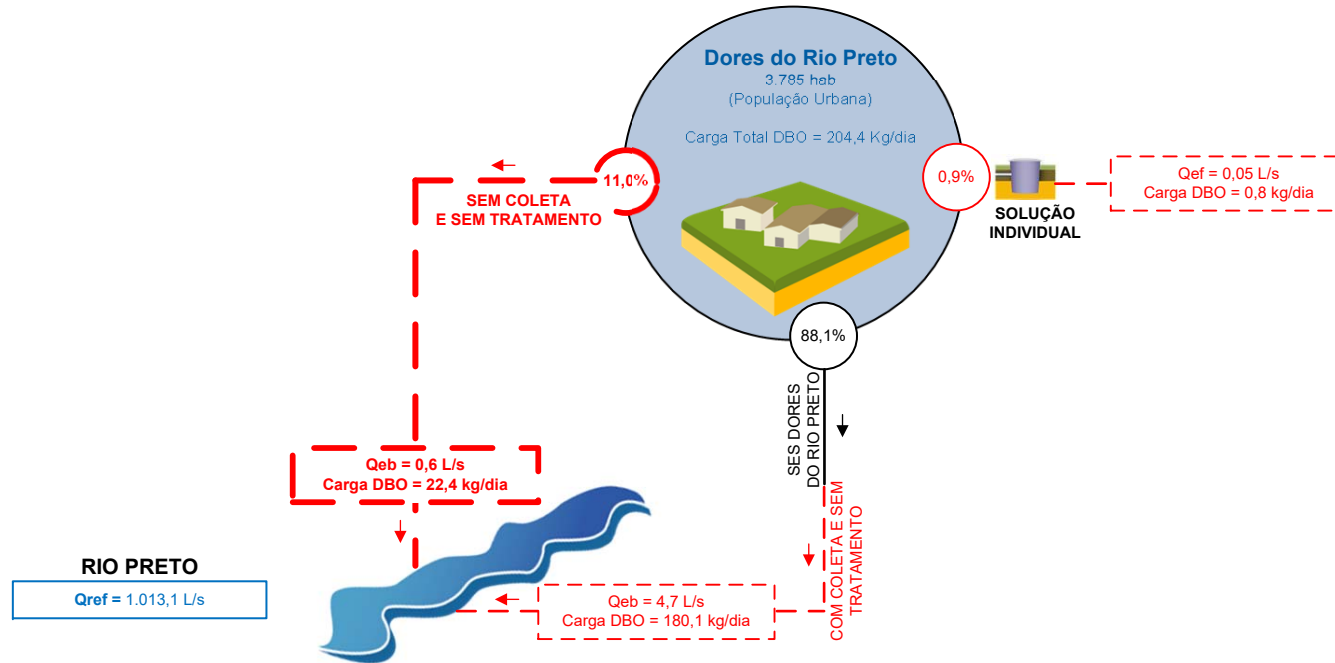 Dores do Rio Preto
3.785 hab
(População Urbana)
Carga Total DBO = 204,4 Kg/dia
11,0%
SEM COLETA
E SEM TRATAMENTO
0,9%
SOLUÇÃO
INDIVIDUAL
Qef = 0,05 L/s
Carga DBO = 0,8 kg/dia
88,1%
SES DORES
DO RIO PRETO
COM COLETA E SEM
TRATAMENTO
Qeb = 0,6 L/s
Carga DBO = 22,4 kg/dia
Qeb = 4,7 L/s
Carga DBO = 180,1 kg/dia
RIO PRETO
Qref = 1.013,1 L/s